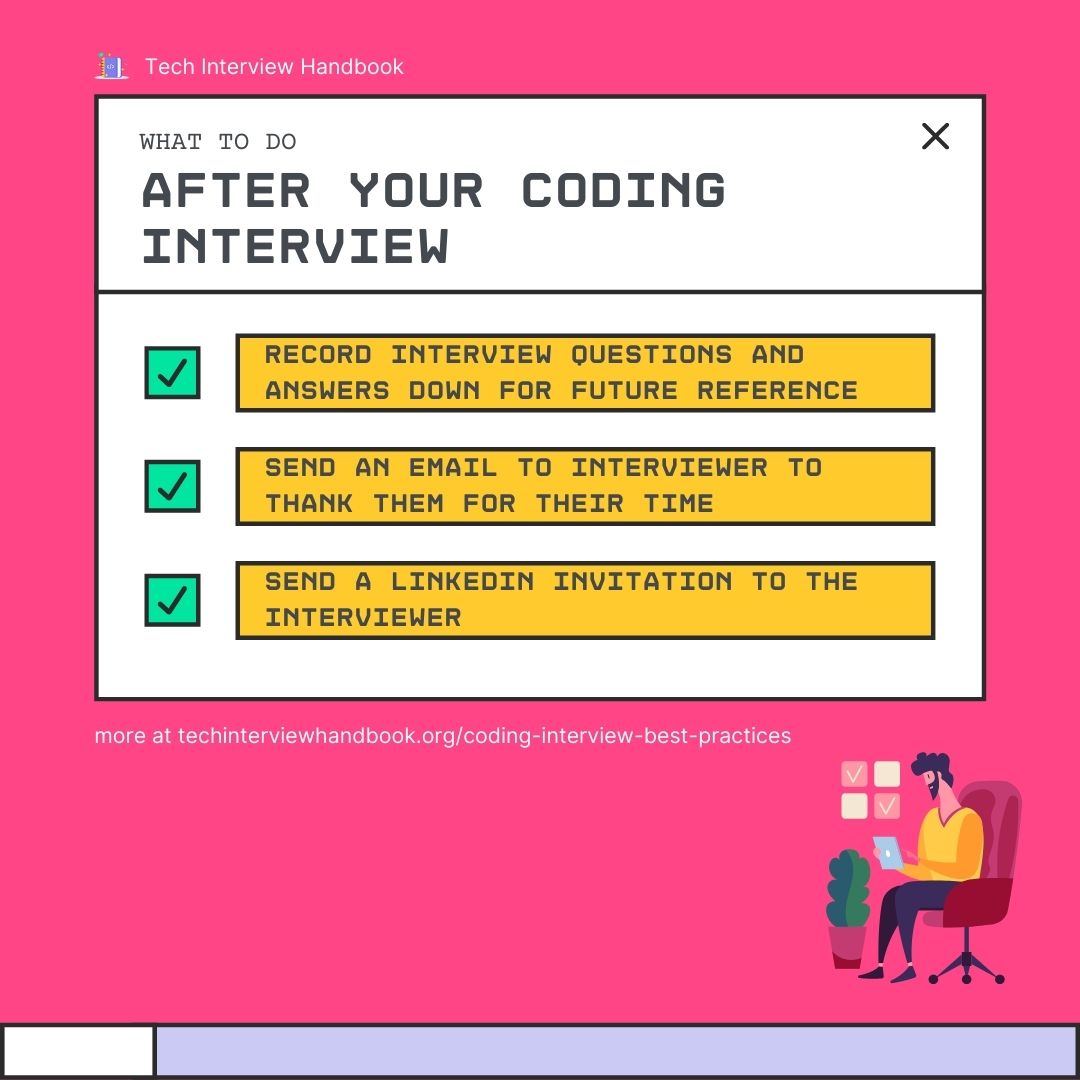 Tech Interview Handbook
WHAT TO DO
AFTER YOUR CODING
INTERVIEW
RECORD INTERVIEW QUESTIONS AND
ANSWERS DOWN FOR FUTURE REFERENCE
SEND AN EMAIL TO INTERVIEWER TO
THANK THEM FOR THEIR TIME
SEND A LINKEDIN INVITATION TO THE
INTERVIEWER
more at techinterviewhandbook.org/coding-interview-best-practices